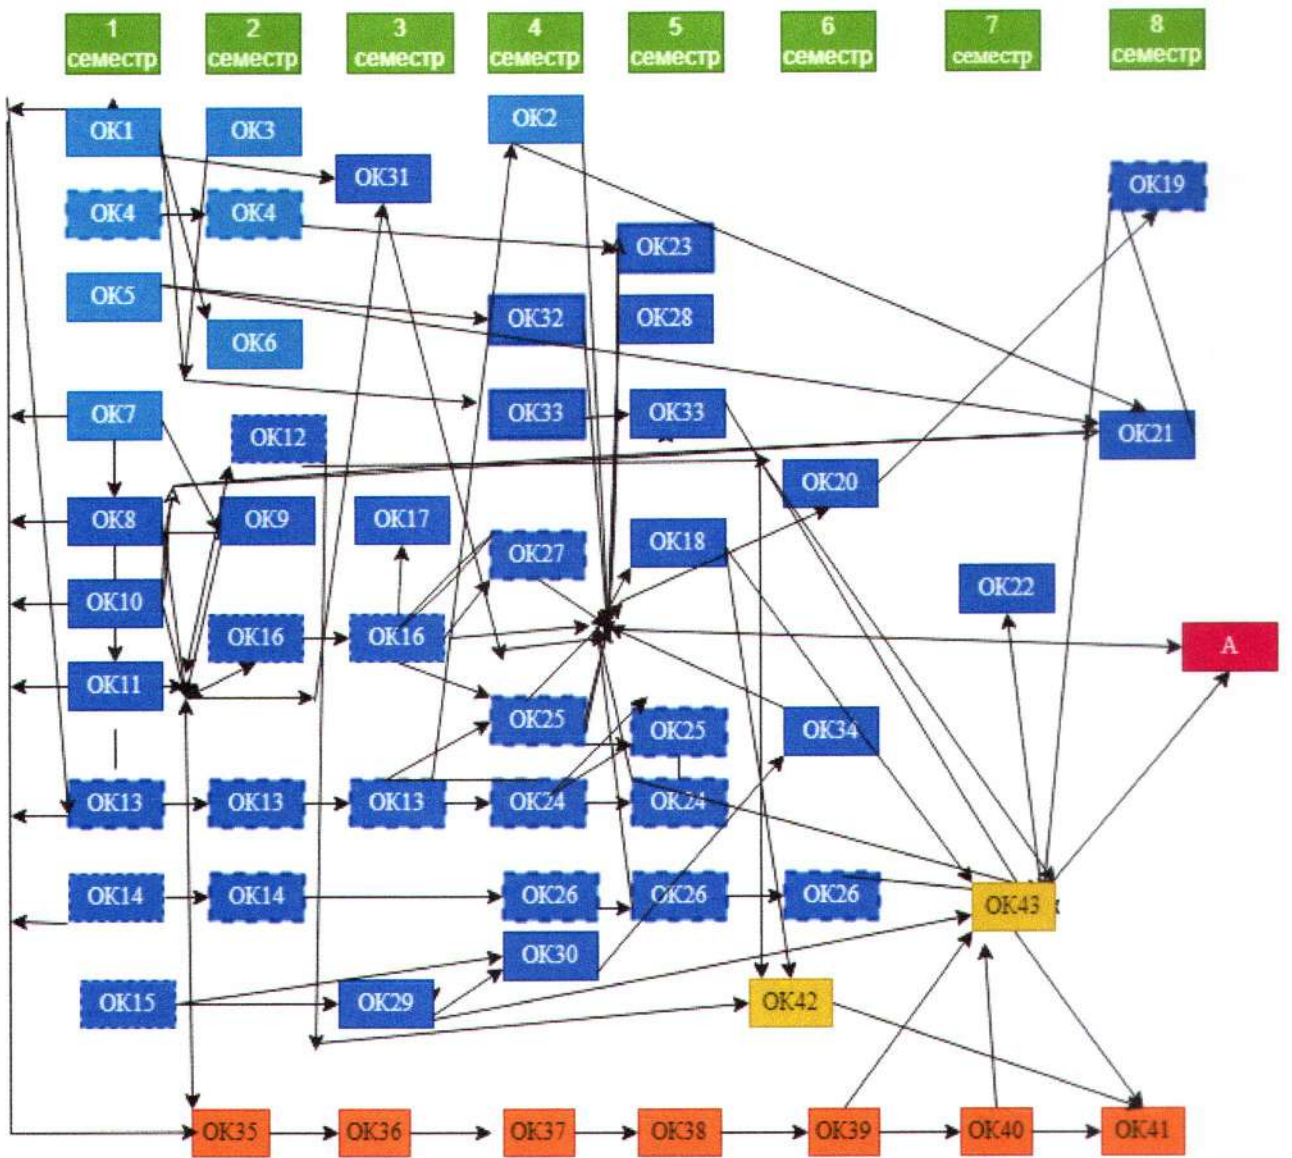 1 семестр
2 семестр
3 семестр
4 семестр
5 семестр
6 семестр
7 семестр
8 семестр
ОК1
ОК3
ОК2
ОК31
ОК19
ОК4
ОК4
ОК23
ОК5
ОК32
ОК28
ОК6
ОК7
ОК12
ОК33
ОК33
ОК21
ОК20
ОК8
ОК9
ОК17
ОК27
ОК18
ОК10
ОК22
ОК16
ОК16
А
ОК11
ОК25
ОК25
ОК34
ОК13
ОК13
ОК13
ОК24
ОК24
ОК14
ОК14
ОК26
ОК26
ОК26
ОК43
ОК30
ОК15
ОК29
ОК42
ОК35
ОК36
ОК37
ОК38
ОК39
ОК40
ОК41